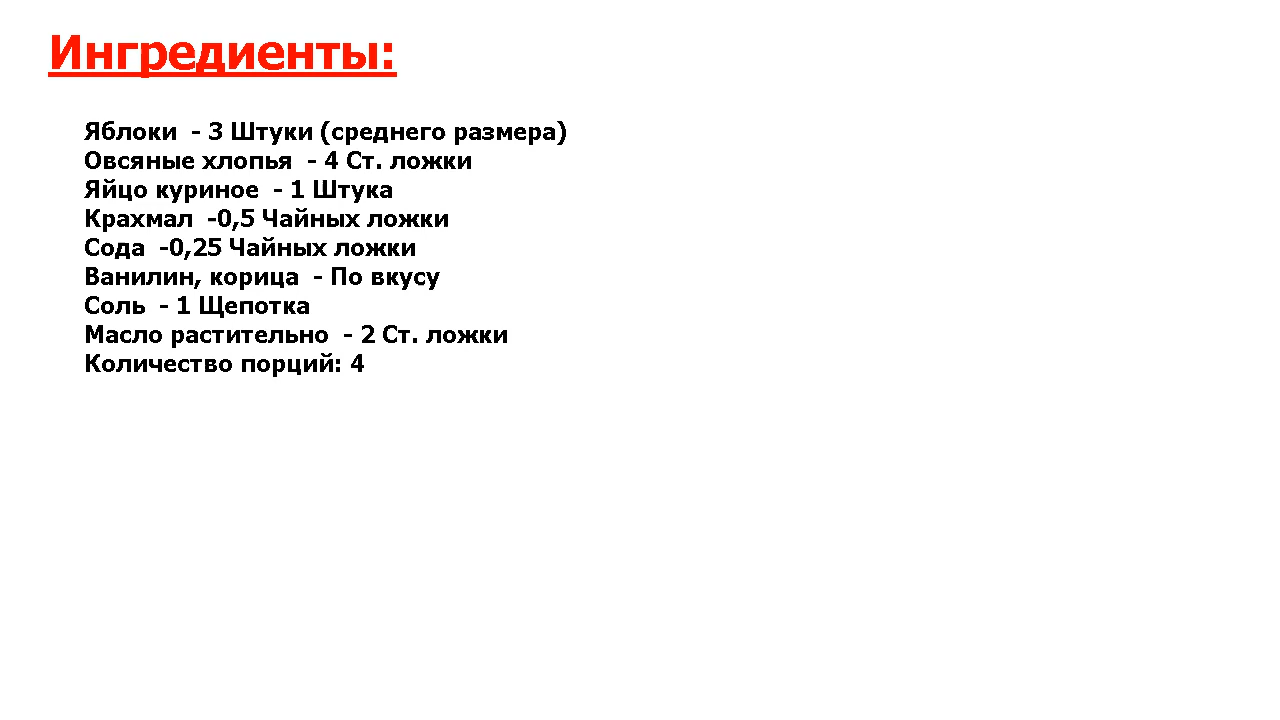 Ингредиенты:
Яблоки  - 3 Штуки (среднего размера)
Овсяные хлопья  - 4 Ст. ложки
Яйцо куриное  - 1 Штука
Крахмал  -0,5 Чайных ложки
Сода  -0,25 Чайных ложки
Ванилин, корица  - По вкусу
Соль  - 1 Щепотка
Масло растительно  - 2 Ст. ложки
Количество порций: 4